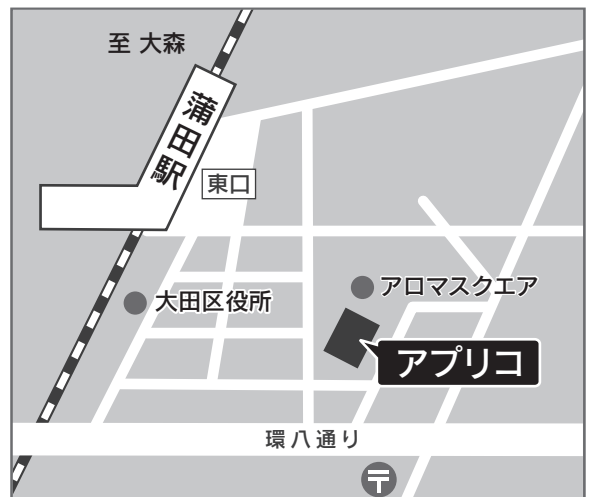 至 大森
蒲田駅
東口
アロマスクエア
大田区役所
アプリコ
環八通り
〒